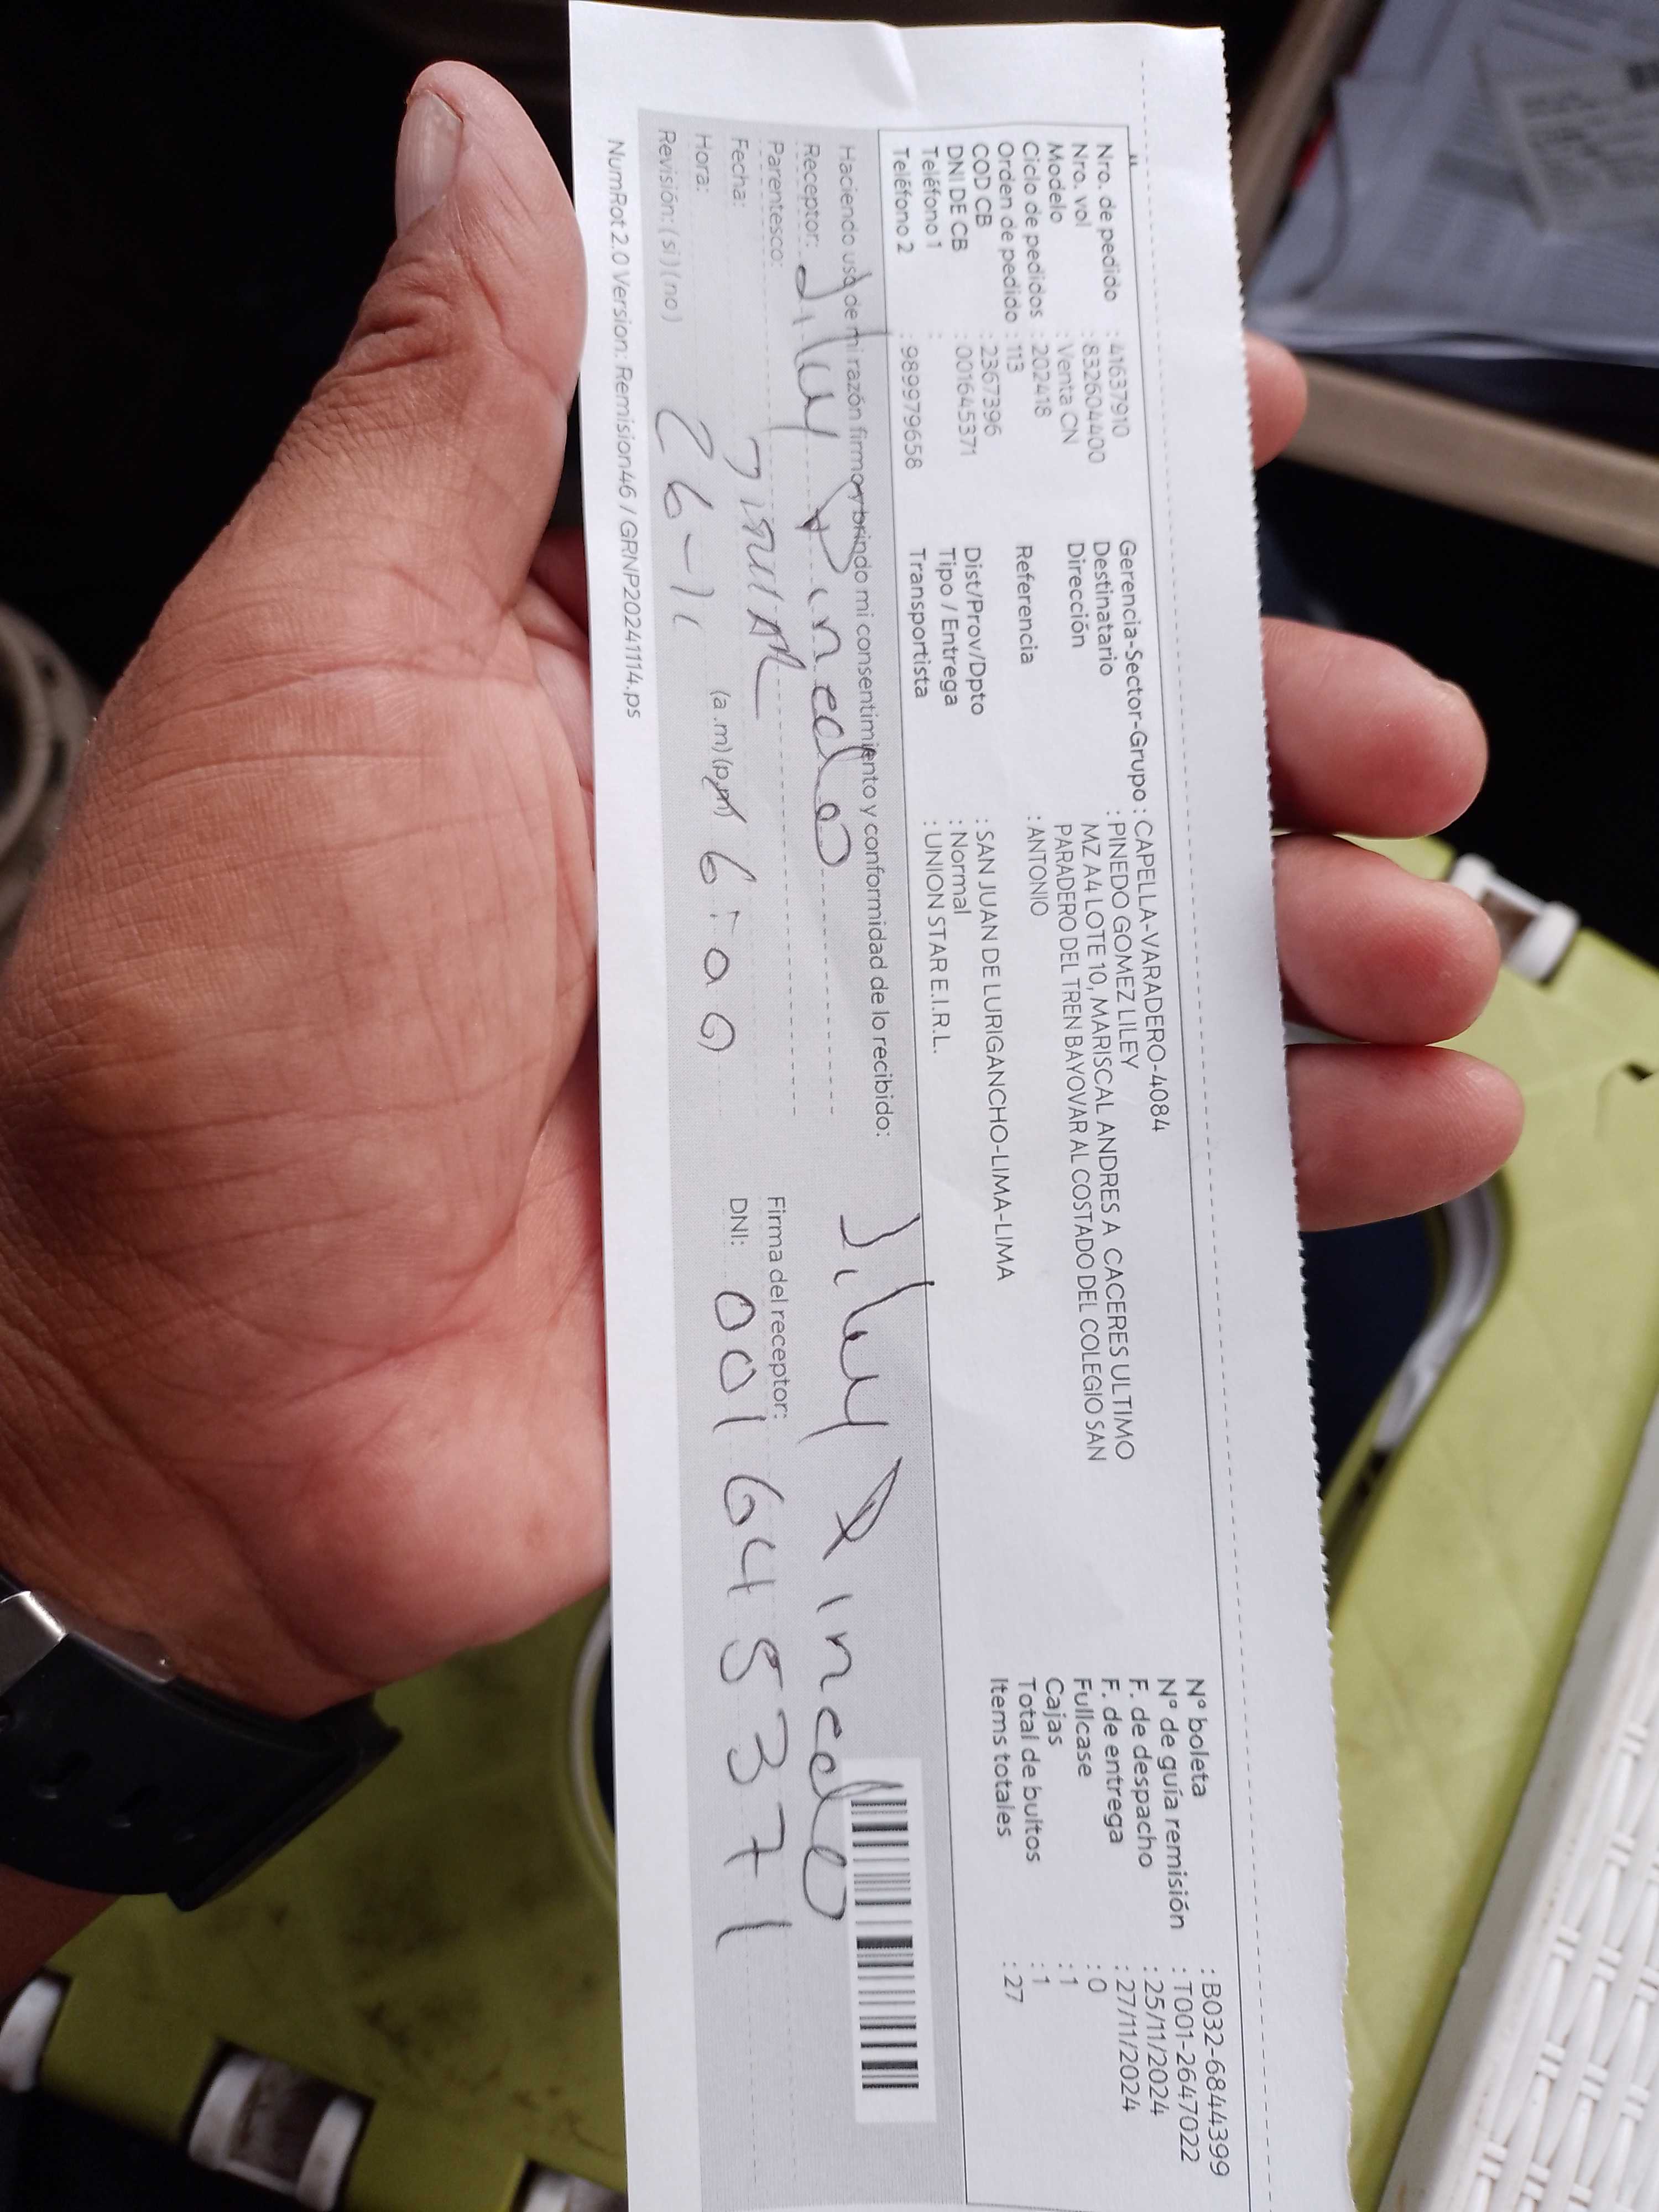 Nro. de pedido : 41637910
Nro. vol : 832604400
Modelo : Venta CN
Ciclo de pedidos : 202418
Orden de pedido : 113
COD CB : 2367396
DNI DE CB : 001645371
Teléfono 1 :
Teléfono 2 : 989979658
Gerencia-Sector-Grupo : CAPELLA-VARADERO-4084
Destinatario : PINEDO GOMEZ LILEY
Dirección MZ A4 LOTE 10, MARISCAL ANDRES A CACERES ULTIMO
PARADERO DEL TREN BAYOVAR AL COSTADO DEL COLEGIO SAN
Referencia : ANTONIO
Dist/Prov/Dpto : SAN JUAN DE LURIGANCHO-LIMA-LIMA
Tipo / Entrega : Normal
Transportista : UNION STAR E.I.R.L.
N° boleta : B032-6844399
N° de guía remisión : T001-2647022
F. de despacho : 25/11/2024
F. de entrega : 27/11/2024
Fullcase : 0
Cajas : 1
Total de bultos : 1
Items totales : 27
Haciendo uso de mi razón firmo y brindo mi consentimiento y conformidad de lo recibido:
Receptor: Liley Pinedo
Parentesco:
Fecha:
Hora: (a.m) (p.m) 6:00
Revisión: (si) (no) 26-11
Liley Pinedo
Firma del receptor:
DNI: 001645371
NumRot 2.0 Version: Remision46 / GRNP20241114.ps